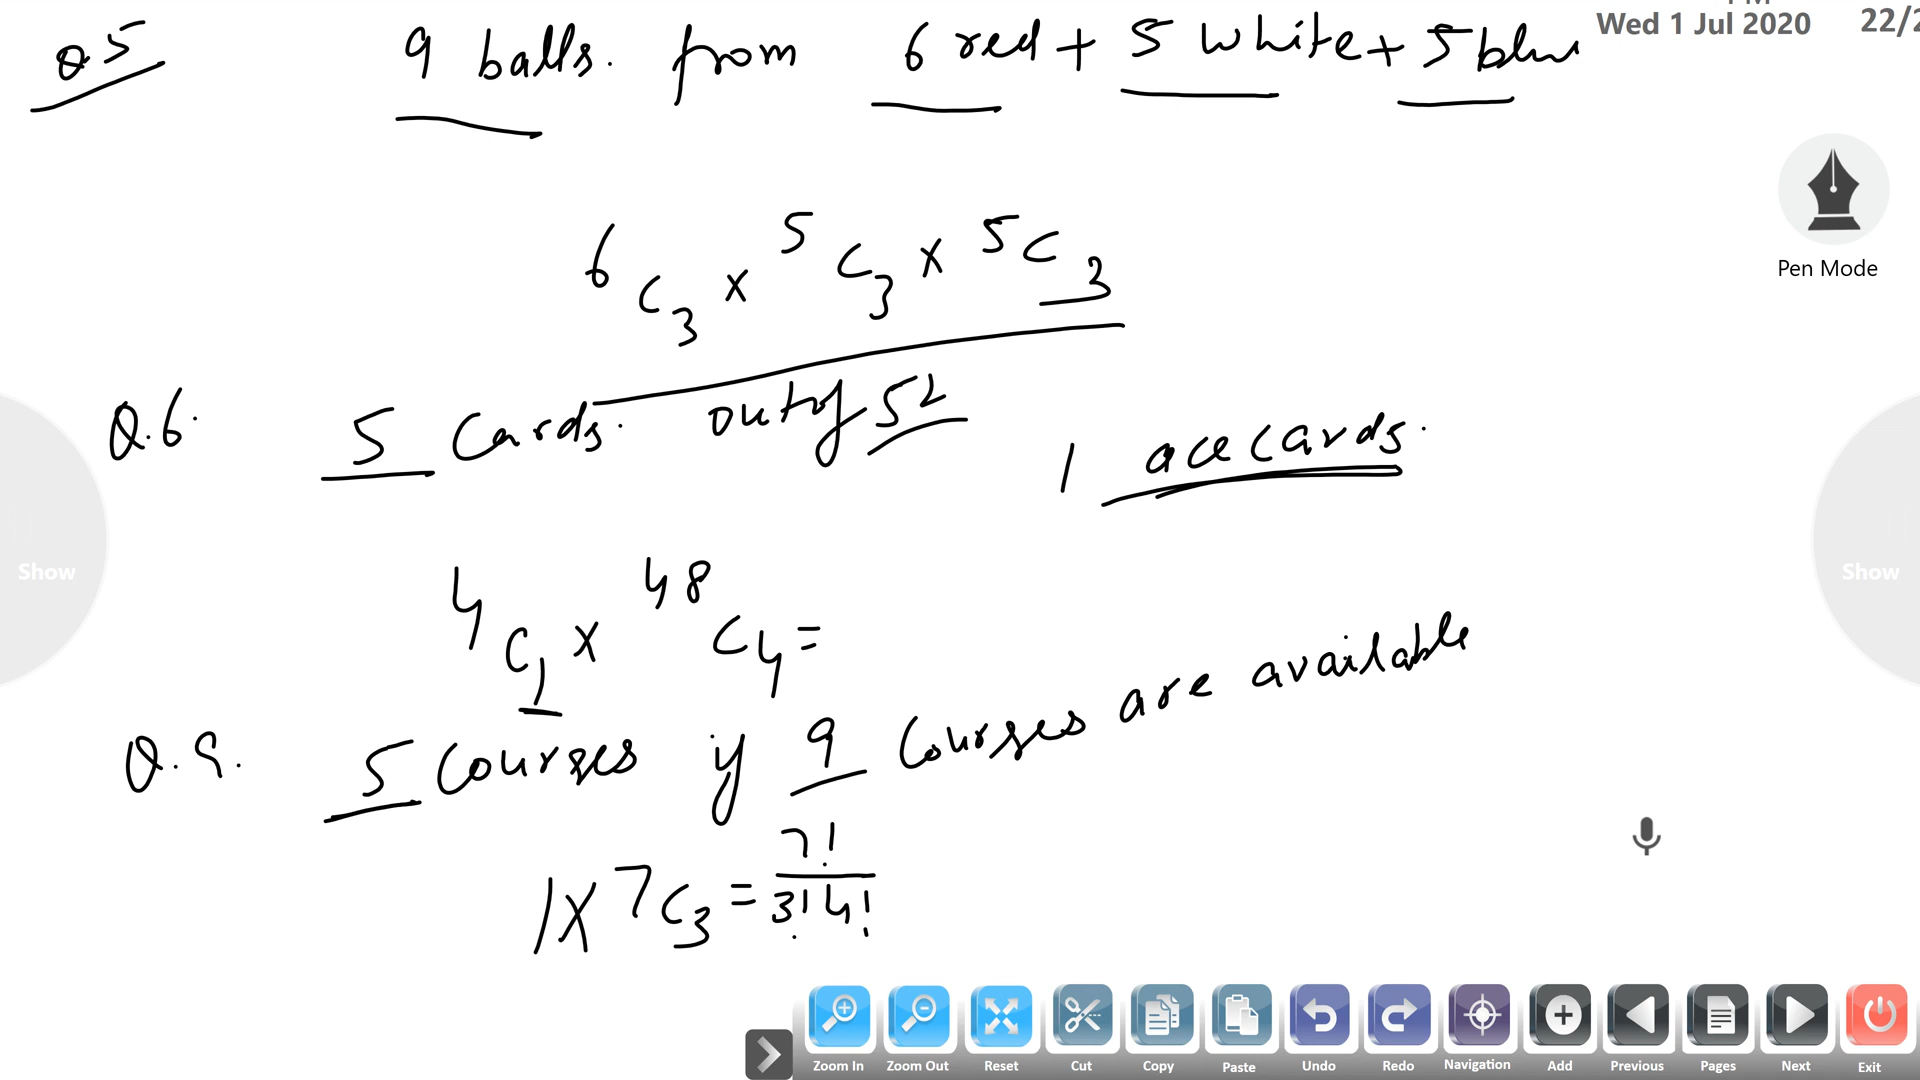 Wed 1 Jul 2020 22/2
Q 5 9 balls. from 6 red + 5 white + 5 blue
Pen Mode
⁶C₃ × ⁵C₃ × ⁵C₃
Q.6. 5 Cards. out of 52 1 ace cards.
Show
Show
⁴C₁ × ⁴⁸C₄ =
Q.9. 5 Courses if 9 Courses are available
1 × ⁷C₃ = 7! / 3! 4!
Zoom In Zoom Out Reset Cut Copy Paste Undo Redo Navigation Add Previous Pages Next Exit